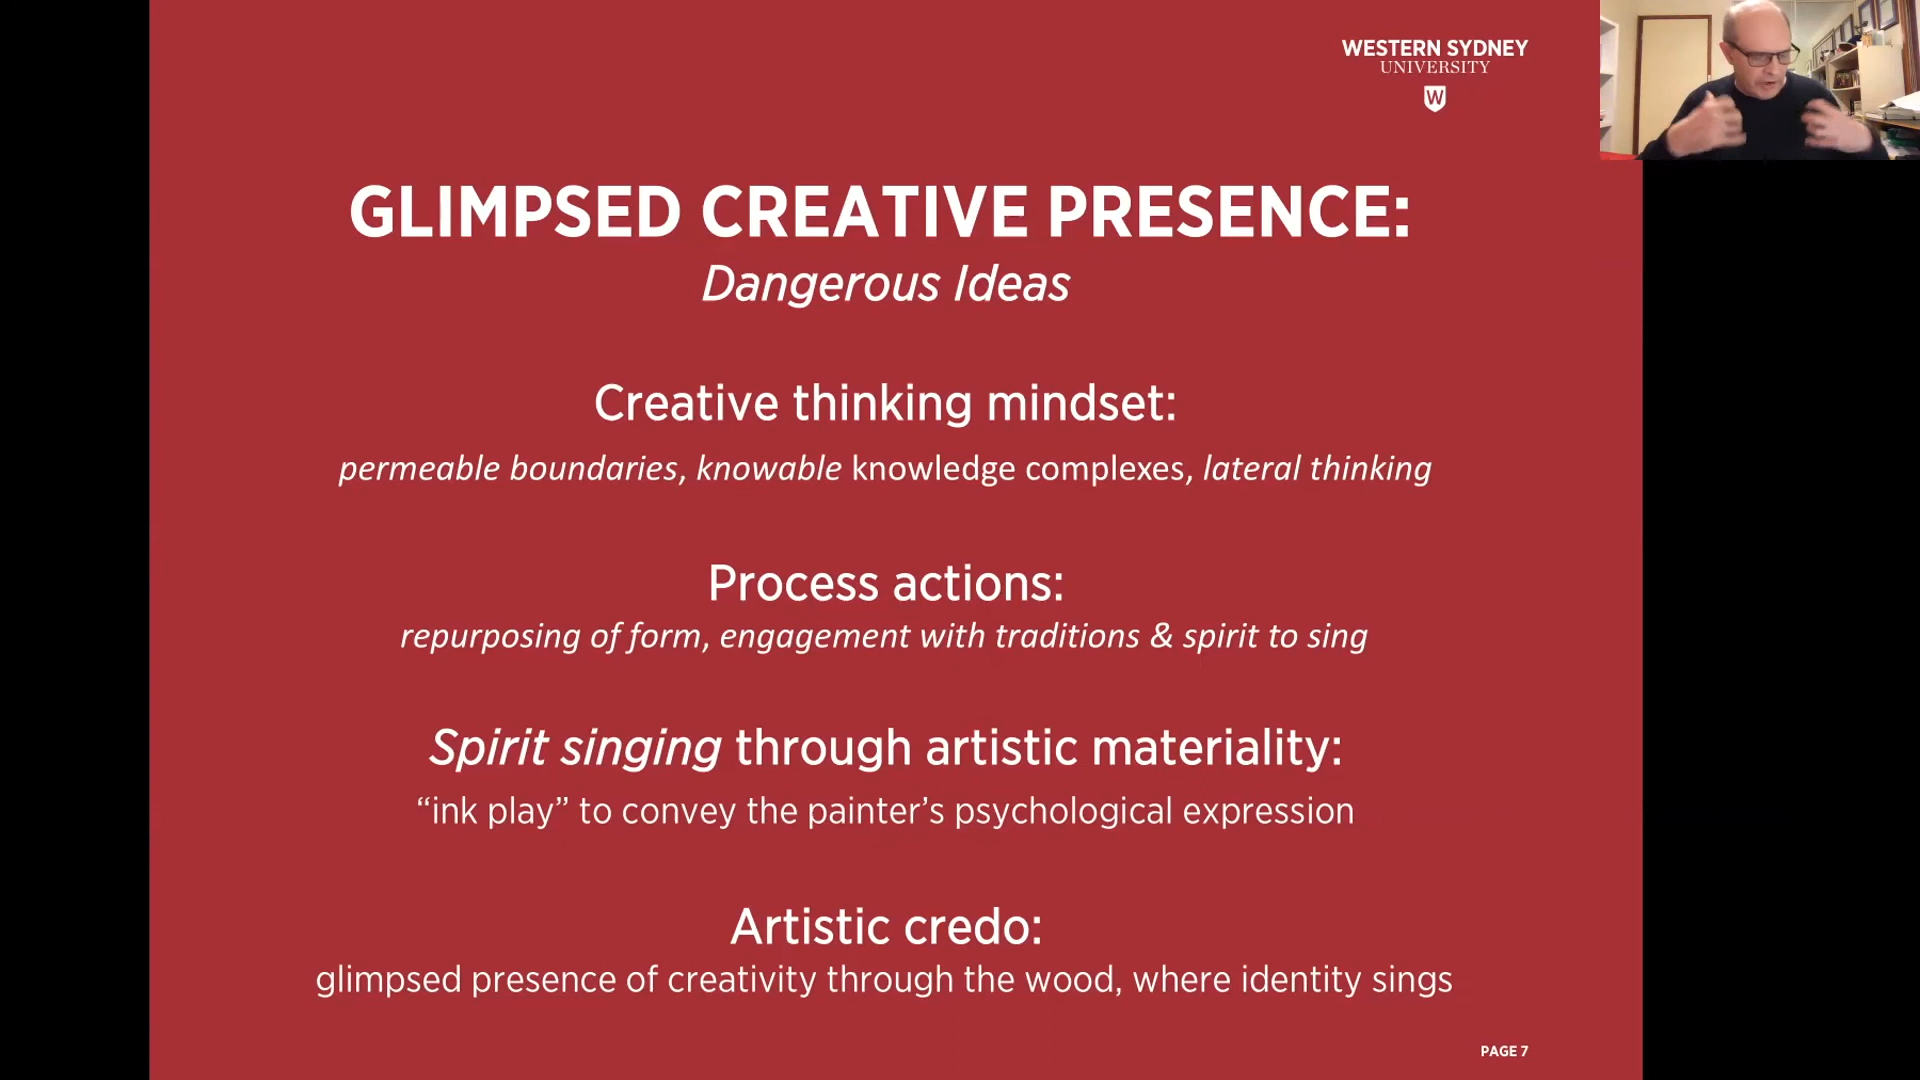 WESTERN SYDNEY
UNIVERSITY
W
GLIMPSED CREATIVE PRESENCE:
Dangerous Ideas
Creative thinking mindset:
permeable boundaries, knowable knowledge complexes, lateral thinking
Process actions:
repurposing of form, engagement with traditions & spirit to sing
Spirit singing through artistic materiality:
“ink play” to convey the painter’s psychological expression
Artistic credo:
glimpsed presence of creativity through the wood, where identity sings
PAGE 7